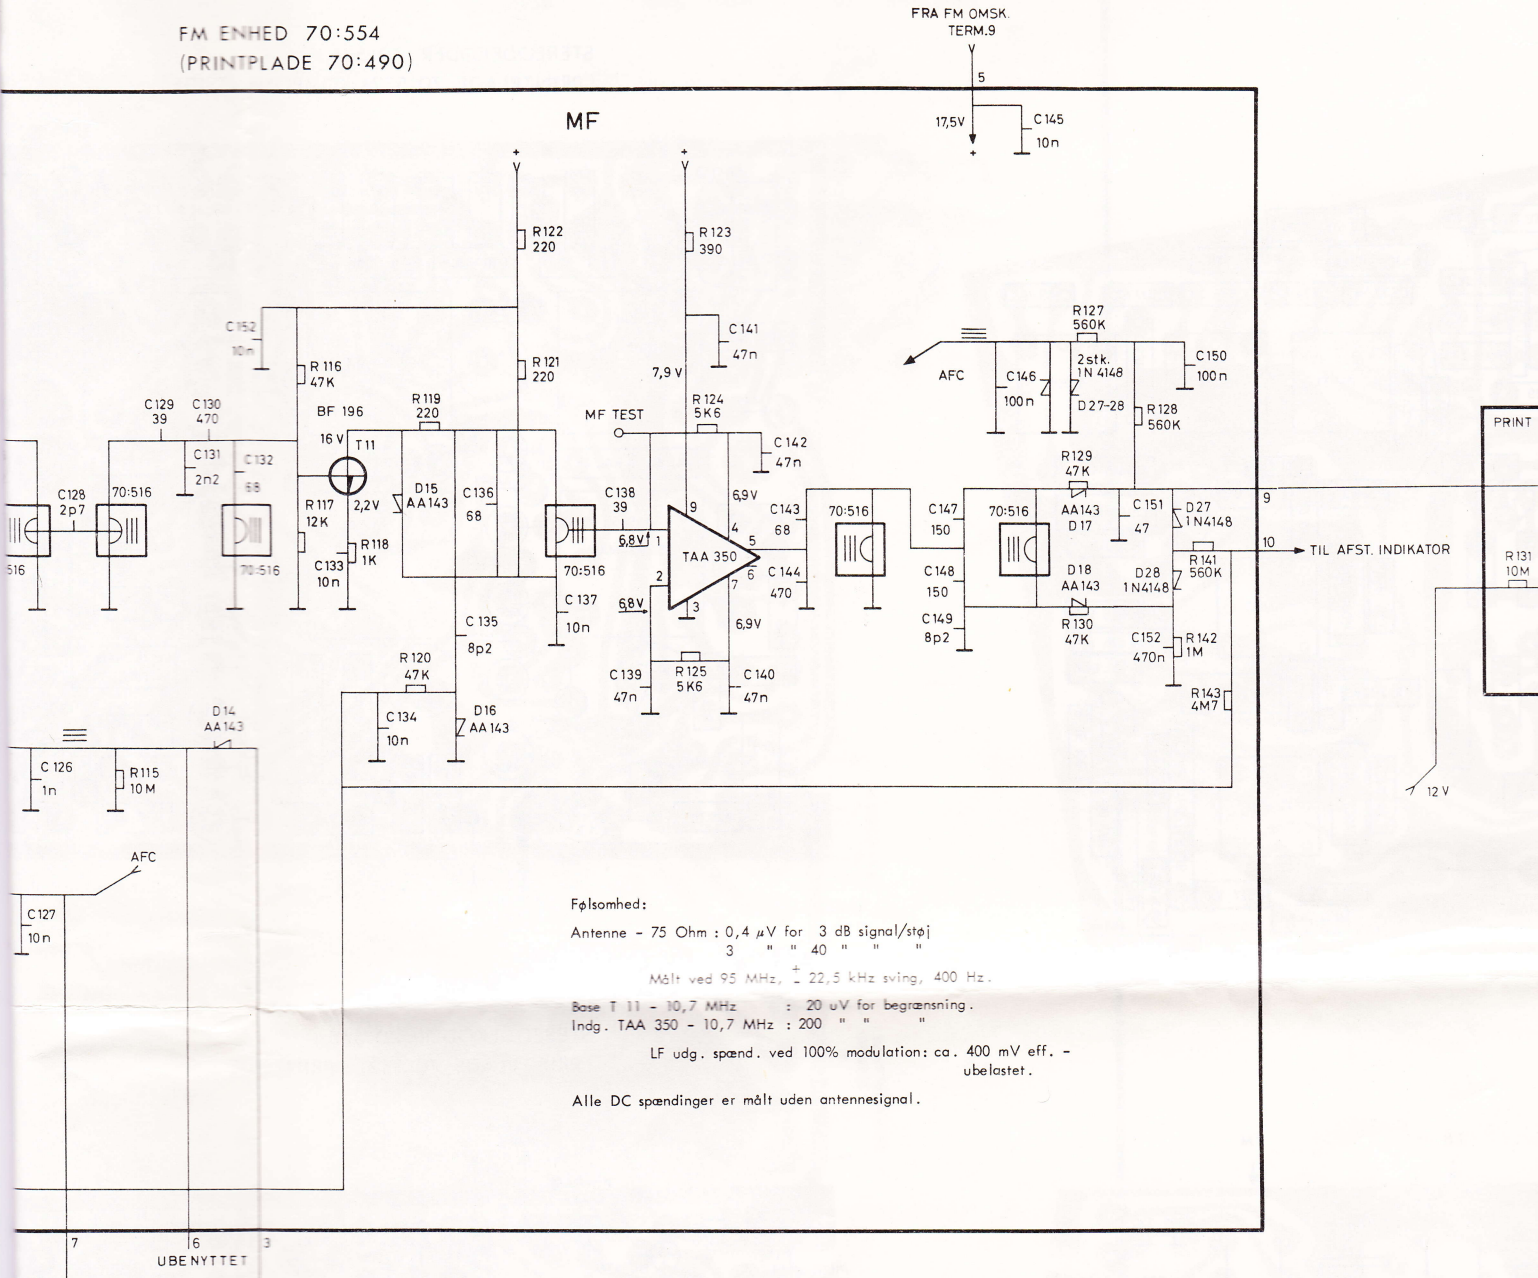 FM ENHED 70:554
(PRINTPLADE 70:490)
FRA FM OMSK.
TERM.9
5
MF
17,5V
C145
10n
+
+
+
R122
220
R123
390
C152
10n
R116
47K
R121
220
C141
47n
7,9 V
R127
560K
AFC
C146
100n
2stk.
1N 4148
D27-28
C150
100n
R128
560K
C129
39
C130
470
BF 196
16 V
T11
R119
220
MF TEST
R124
5K6
C142
47n
C131
2n2
C132
68
R129
47K
PRINT
C128
2p7
70:516
R117
12K
2,2V
D15
AA143
C136
68
C138
39
9
6,9V
4
C143
68
70:516
C147
150
70:516
AA143
D17
C151
47
D27
1N4148
9
516
70:516
C133
10n
R118
1K
70:516
6,8V
1
TAA 350
5
6
2
7
3
C144
470
C148
150
D18
AA143
D28
1N4148
R141
560K
10
TIL AFST. INDIKATOR
R131
10M
6,8V
6,9V
C137
10n
C135
8p2
C149
8p2
R130
47K
C152
470n
R142
1M
R120
47K
C139
47n
R125
5K6
C140
47n
R143
4M7
D14
AA143
C134
10n
D16
AA143
C126
1n
R115
10M
12 V
AFC
C127
10n
Følsomhed:
Antenne - 75 Ohm : 0,4 µV for 3 dB signal/støj
3 " " 40 " " "
Målt ved 95 MHz, ± 22,5 kHz sving, 400 Hz.
Base T 11 - 10,7 MHz : 20 uV for begrænsning.
Indg. TAA 350 - 10,7 MHz : 200 " " "
LF udg. spænd. ved 100% modulation: ca. 400 mV eff. -
ubelastet.
Alle DC spændinger er målt uden antennesignal.
7
6
3
UBENYTTET